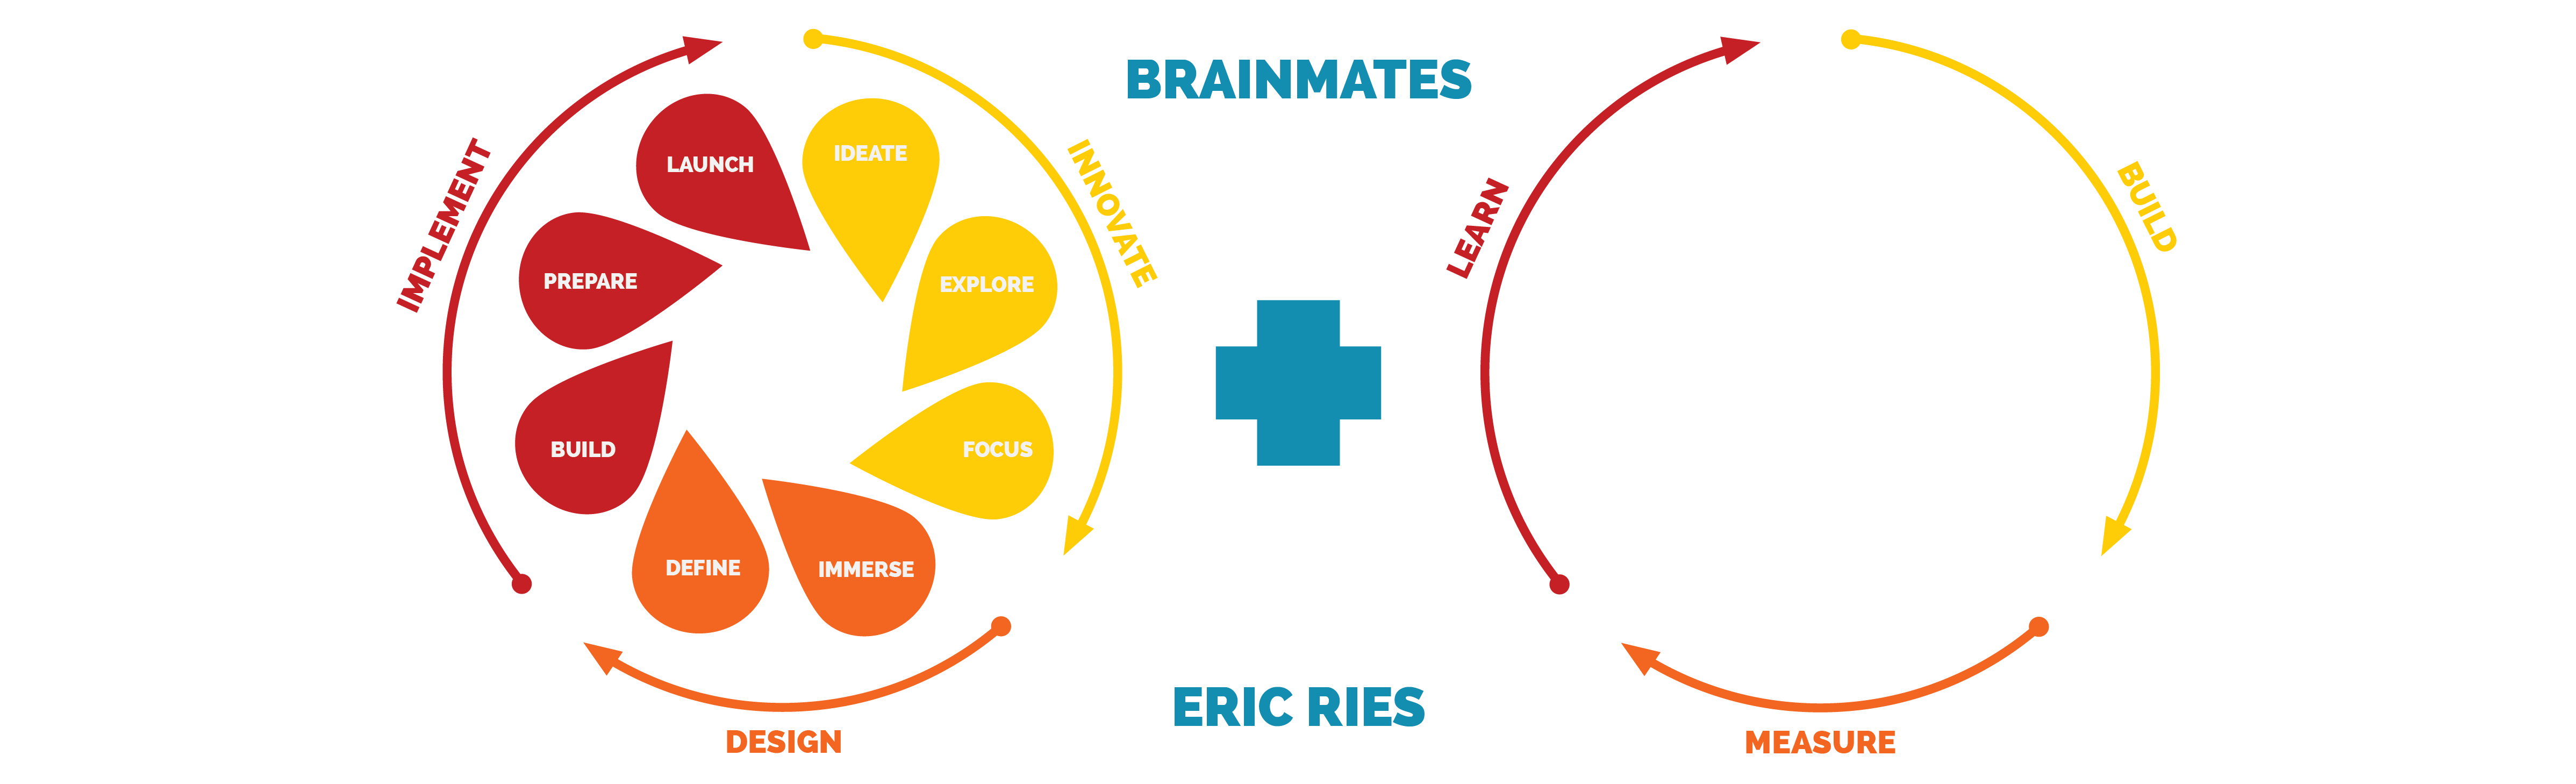 BRAINMATES
IMPLEMENT
INNOVATE
LAUNCH
IDEATE
PREPARE
EXPLORE
BUILD
FOCUS
DEFINE
IMMERSE
DESIGN
LEARN
BUILD
MEASURE
ERIC RIES